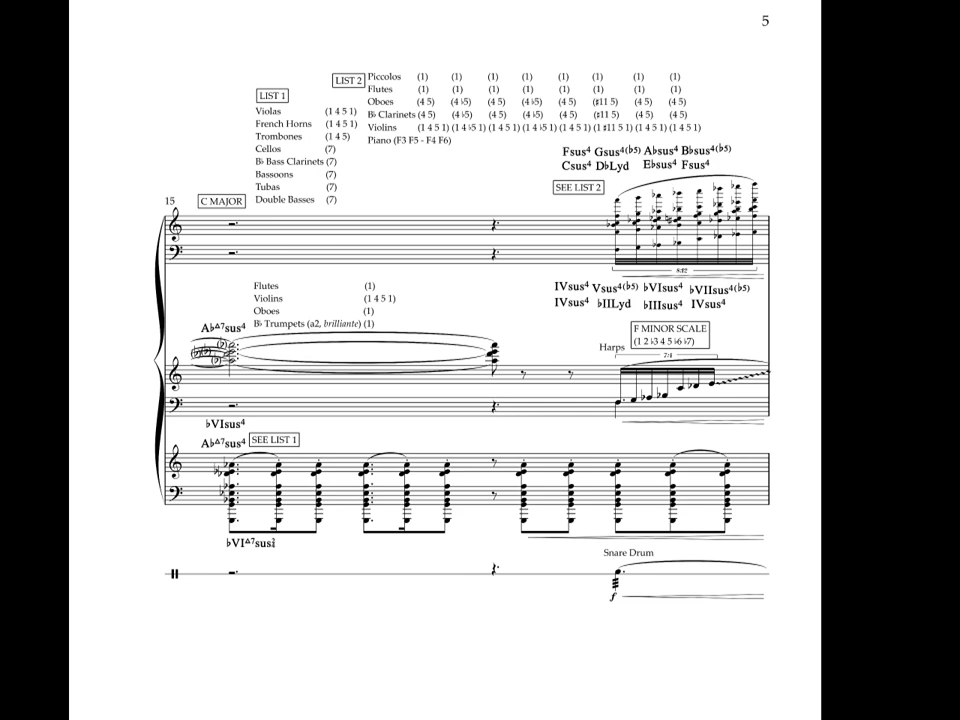 5
LIST 1
Violas (1 4 5 1)
French Horns (1 4 5 1)
Trombones (1 4 5)
Cellos (7)
B♭ Bass Clarinets (7)
Bassoons (7)
Tubas (7)
Double Basses (7)
LIST 2
Piccolos (1) (1) (1) (1) (1) (1) (1) (1)
Flutes (1) (1) (1) (1) (1) (1) (1) (1)
Oboes (4 5) (4 ♭5) (4 5) (4 ♭5) (4 5) (♯11 5) (4 5) (4 5)
B♭ Clarinets (4 5) (4 ♭5) (4 5) (4 ♭5) (4 5) (♯11 5) (4 5) (4 5)
Violins (1 4 5 1) (1 4 ♭5 1) (1 4 5 1) (1 4 ♭5 1) (1 4 5 1) (1 ♯11 5 1) (1 4 5 1) (1 4 5 1)
Piano (F3 F5 - F4 F6)
Fsus⁴ Gsus⁴(♭⁵) A♭sus⁴ B♭sus⁴(♭⁵)
Csus⁴ D♭Lyd E♭sus⁴ Fsus⁴
SEE LIST 2
15
C MAJOR
8:12
Flutes (1)
Violins (1 4 5 1)
Oboes (1)
B♭ Trumpets (a2, brilliante) (1)
IVsus⁴ Vsus⁴(♭⁵) ♭VIsus⁴ ♭VIIsus⁴(♭⁵)
IVsus⁴ ♭IILyd ♭IIIsus⁴ IVsus⁴
A♭Δ⁷sus⁴
F MINOR SCALE
(1 2 ♭3 4 5 ♭6 ♭7)
Harps
7:4
♭VIsus⁴
A♭Δ⁷sus⁴
SEE LIST 1
♭VIΔ⁷sus⁴₂
Snare Drum
f